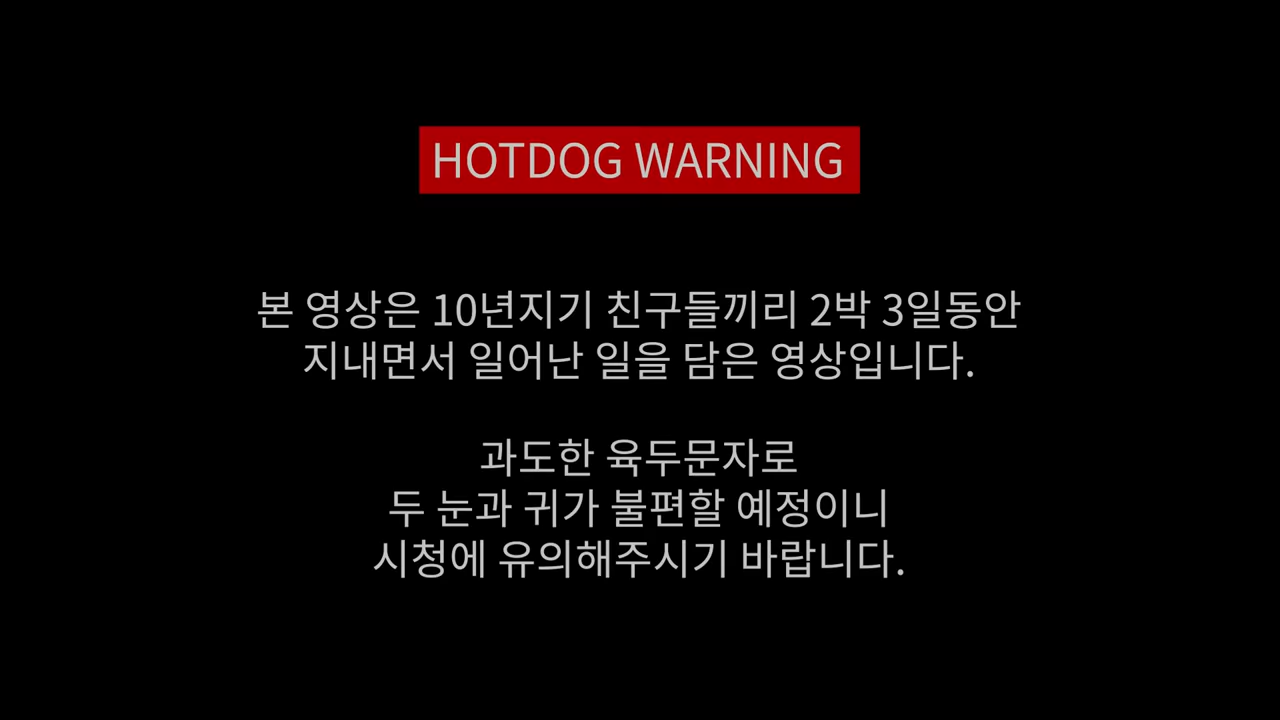 HOTDOG WARNING
본 영상은 10년지기 친구들끼리 2박 3일동안
지내면서 일어난 일을 담은 영상입니다.
과도한 육두문자로
두 눈과 귀가 불편할 예정이니
시청에 유의해주시기 바랍니다.